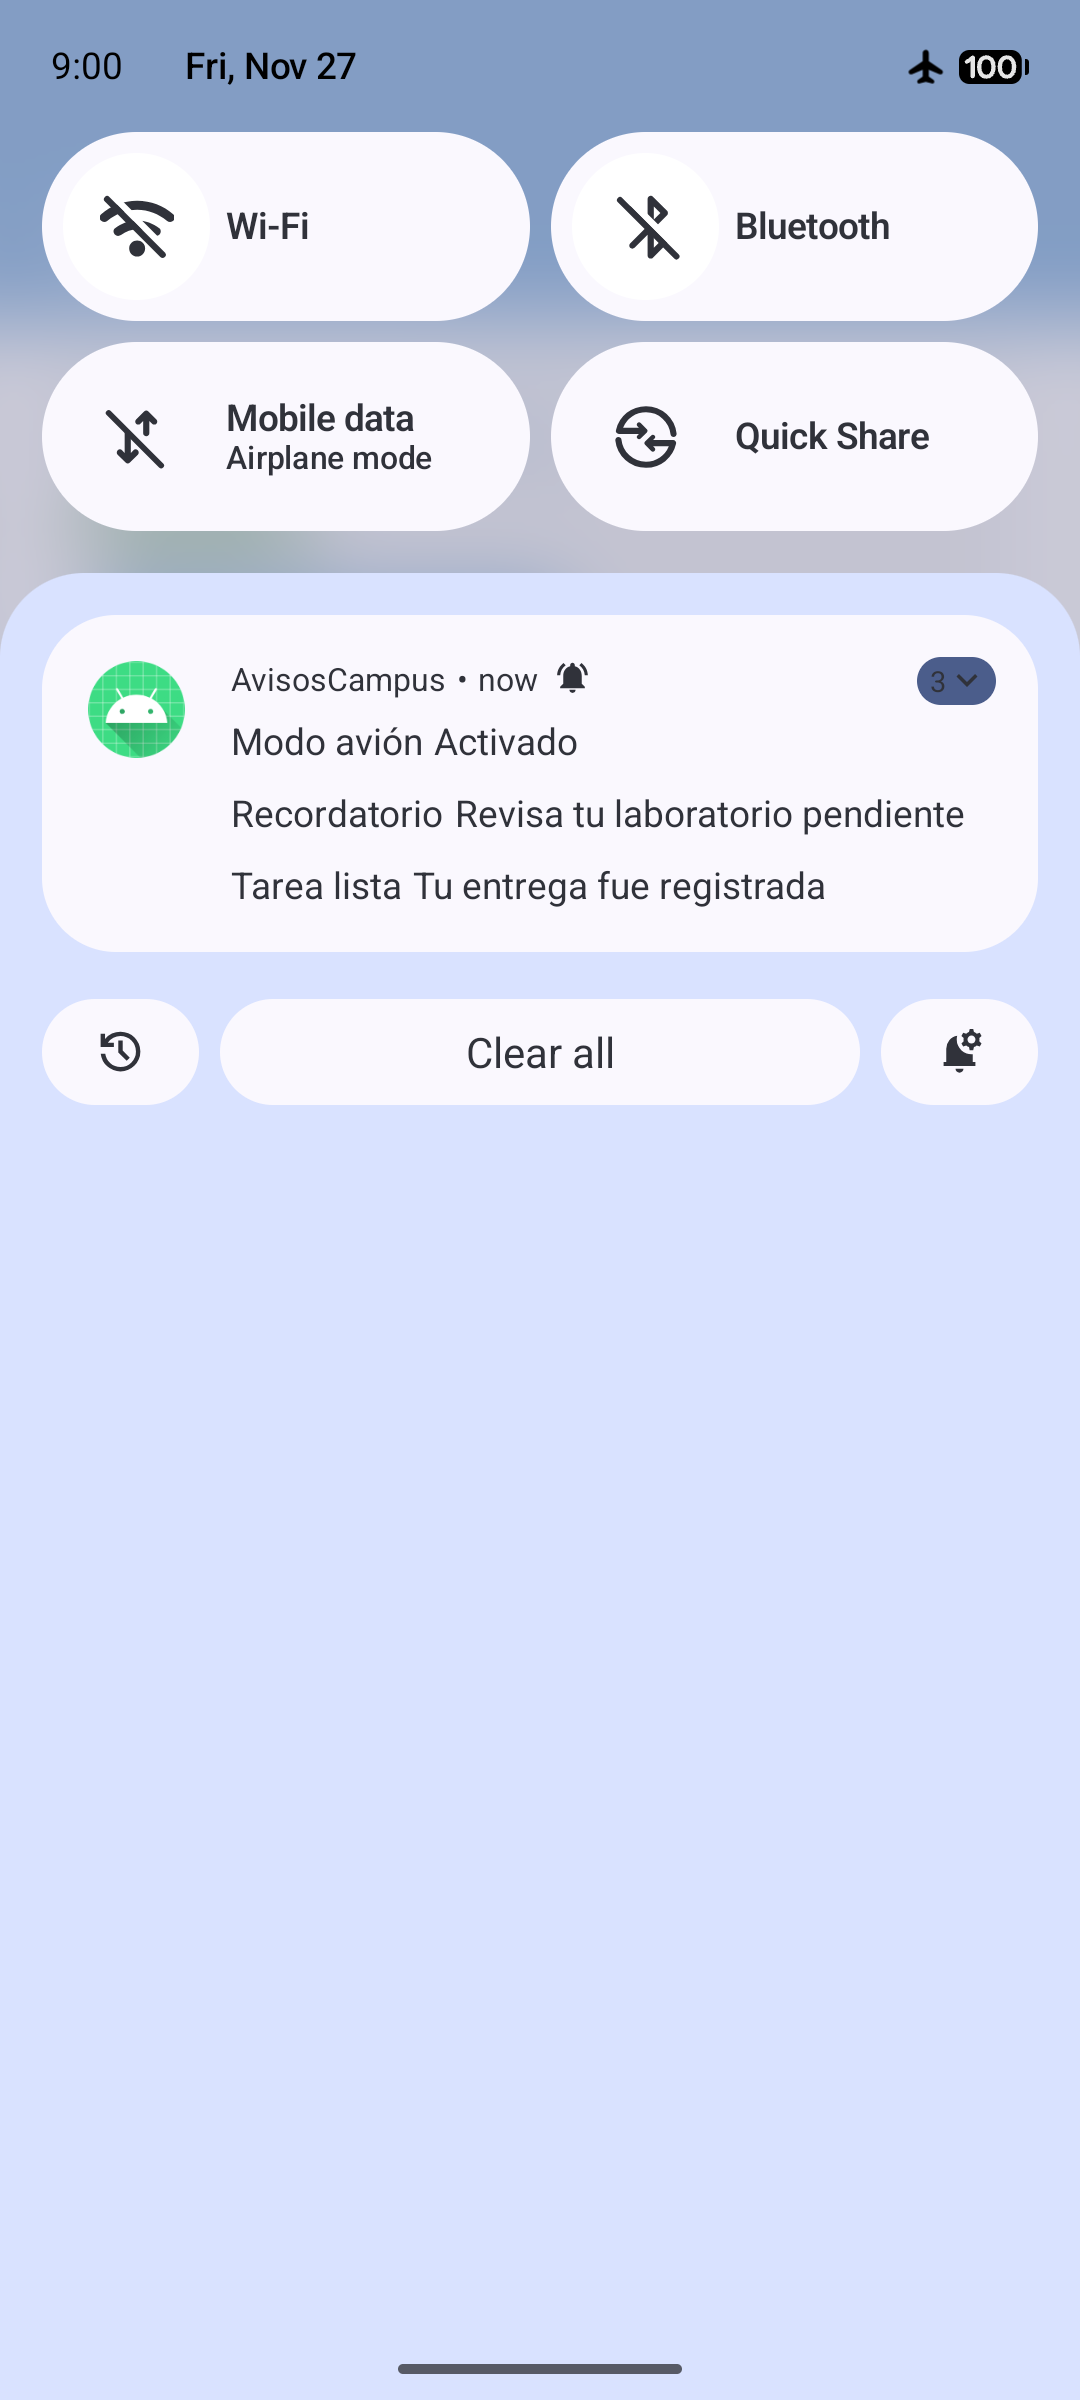 9:00 Fri, Nov 27 100
Wi-Fi
Bluetooth
Mobile data
Airplane mode
Quick Share
AvisosCampus • now 3
Modo avión Activado
Recordatorio Revisa tu laboratorio pendiente
Tarea lista Tu entrega fue registrada
Clear all